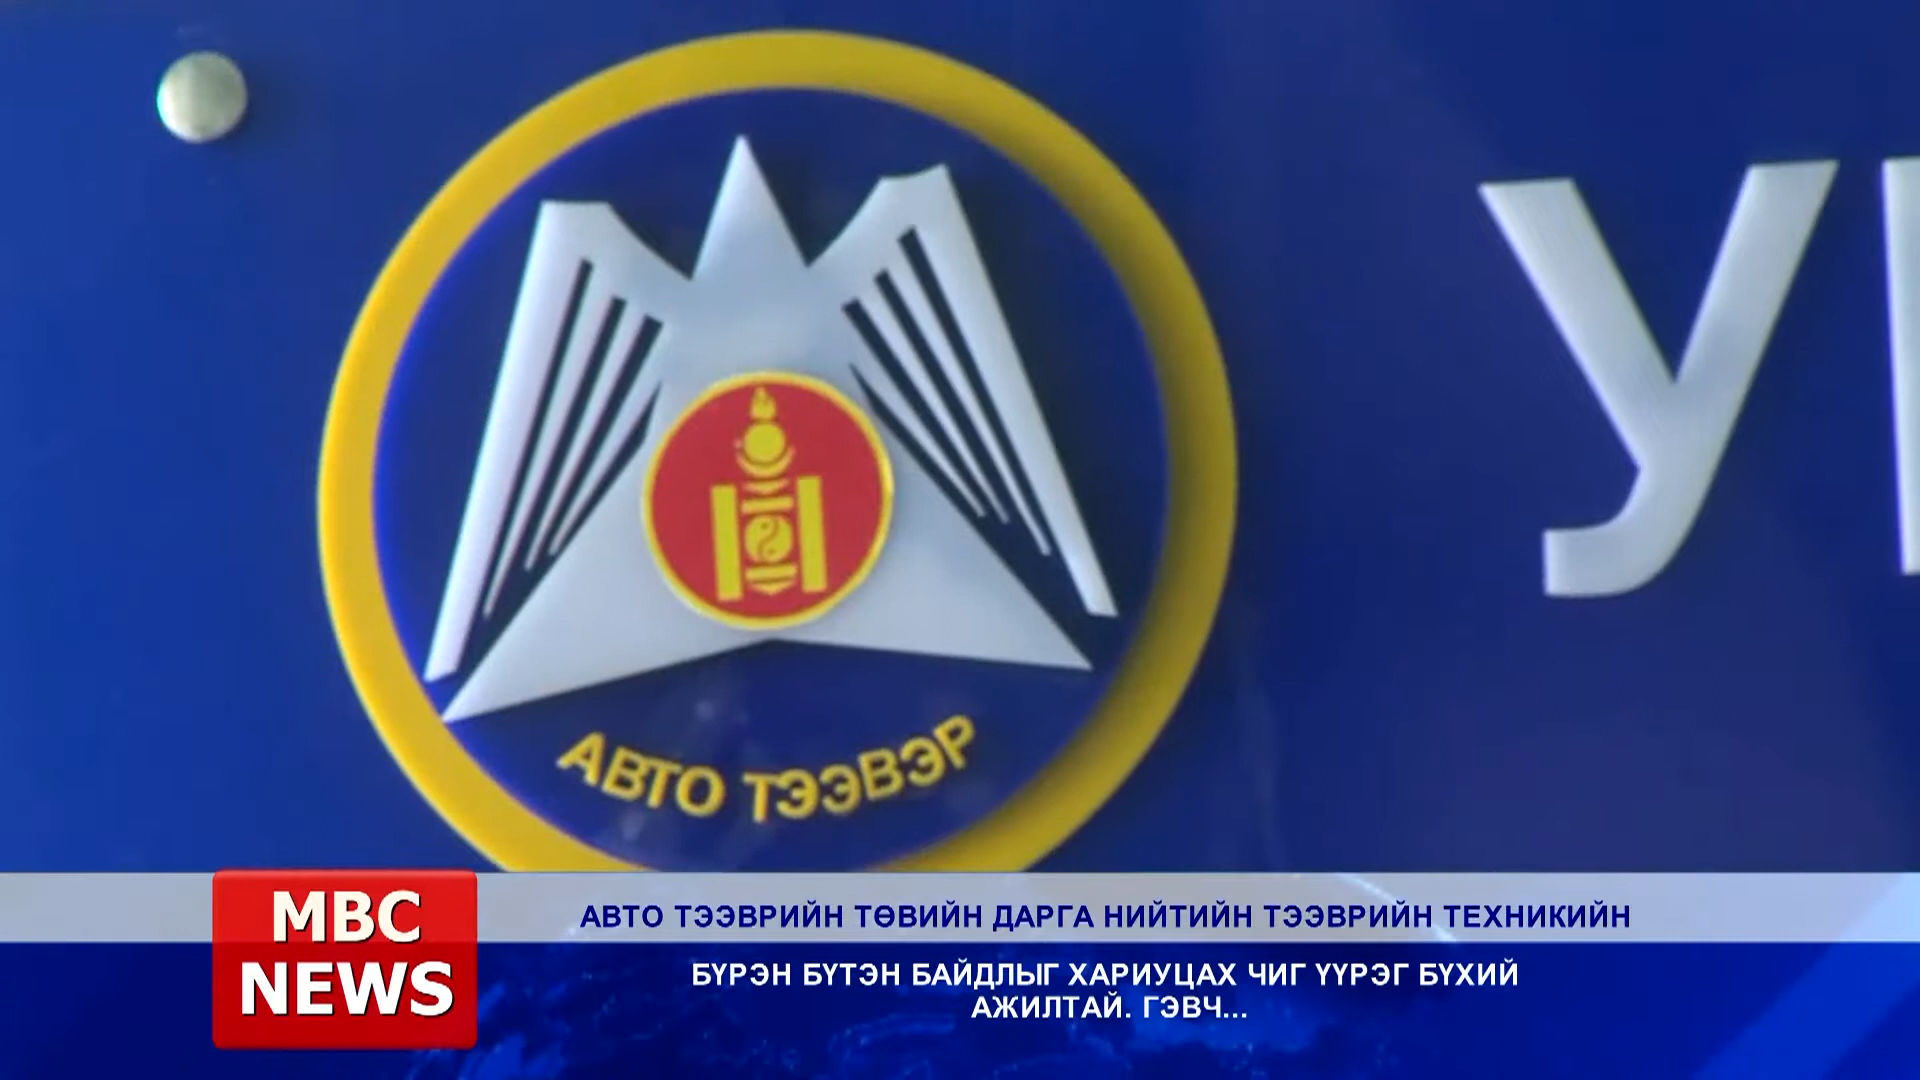 У
АВТО ТЭЭВЭР
MBC
NEWS
АВТО ТЭЭВРИЙН ТӨВИЙН ДАРГА НИЙТИЙН ТЭЭВРИЙН ТЕХНИКИЙН
БҮРЭН БҮТЭН БАЙДЛЫГ ХАРИУЦАХ ЧИГ ҮҮРЭГ БҮХИЙ
АЖИЛТАЙ. ГЭВЧ...